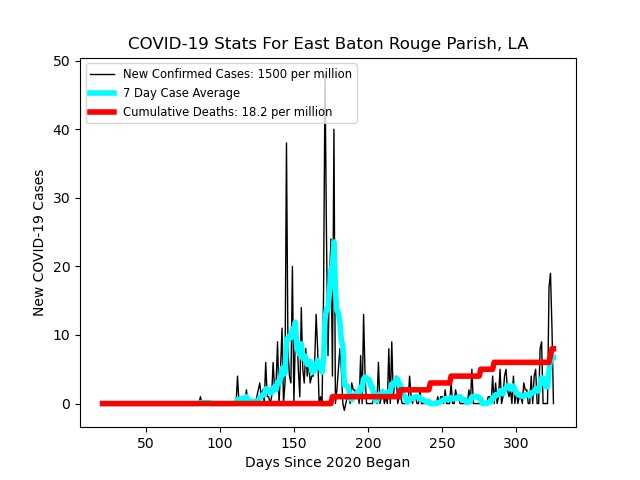 COVID-19 Stats For East Baton Rouge Parish, LA
New Confirmed Cases: 1500 per million
7 Day Case Average
Cumulative Deaths: 18.2 per million
50
40
30
20
10
0
New COVID-19 Cases
50 100 150 200 250 300
Days Since 2020 Began